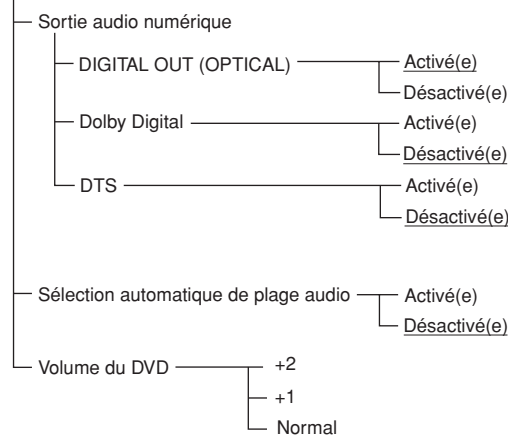 Sortie audio numérique
DIGITAL OUT (OPTICAL) Activé(e)
Désactivé(e)
Dolby Digital Activé(e)
Désactivé(e)
DTS Activé(e)
Désactivé(e)
Sélection automatique de plage audio Activé(e)
Désactivé(e)
Volume du DVD +2
+1
Normal